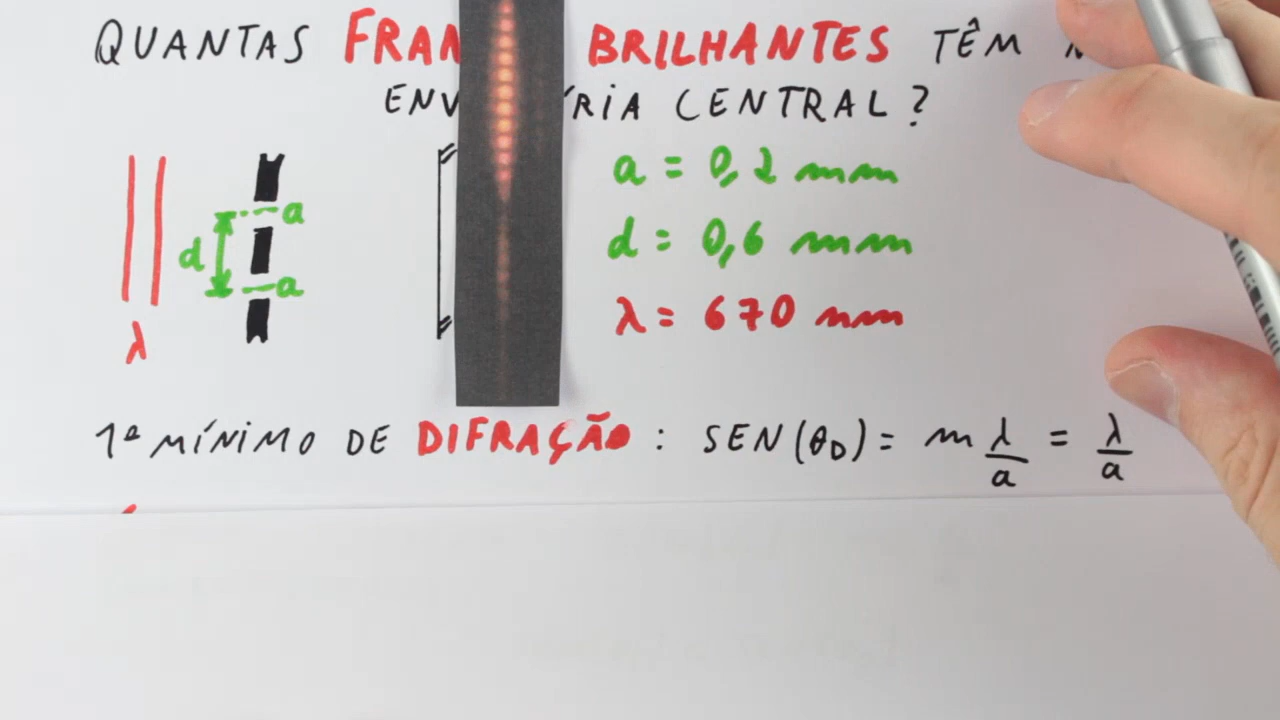 QUANTAS FRAN BRILHANTES TÊM
ENV ÍRIA CENTRAL?
a = 0,2 mm
a
d
d = 0,6 mm
a
λ = 670 nm
λ
1º MÍNIMO DE DIFRAÇÃO : SEN(θD) = m λ/a = λ/a